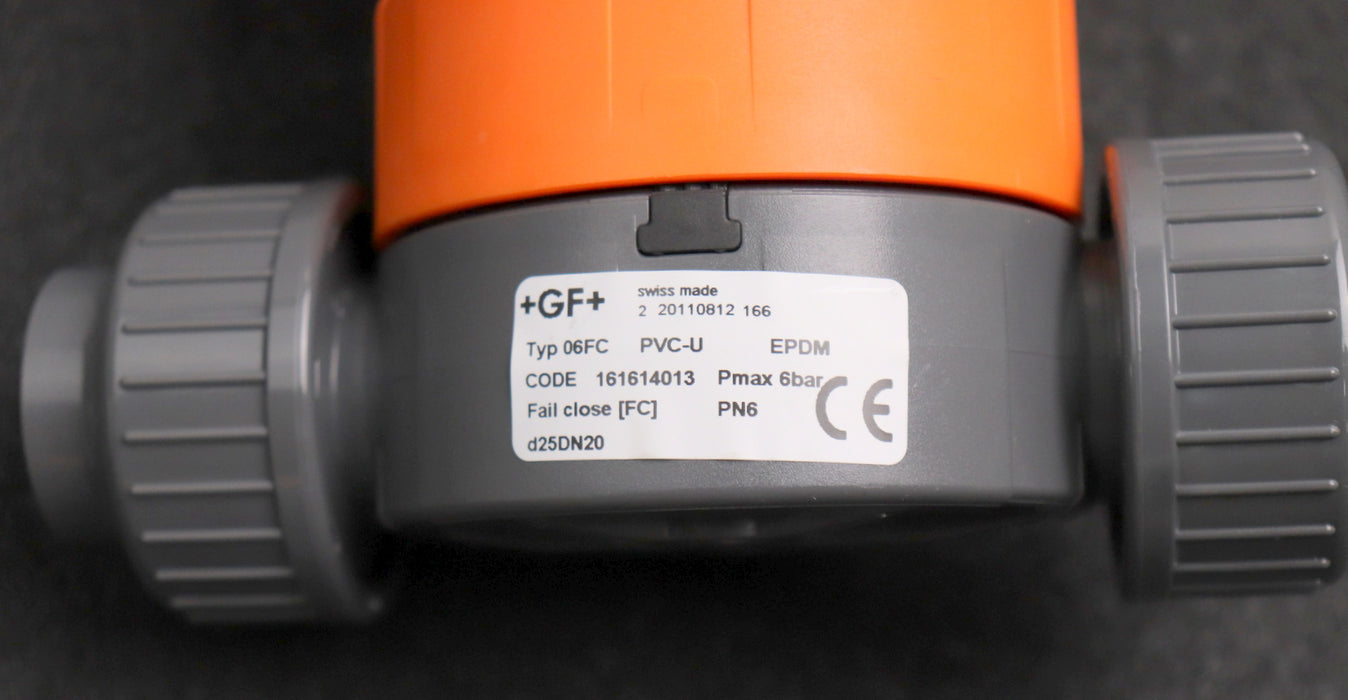 +GF+ swiss made
2 20110812 166
Typ 06FC PVC-U EPDM
CODE 161614013 Pmax 6bar
Fail close [FC] PN6
CE
d25DN20